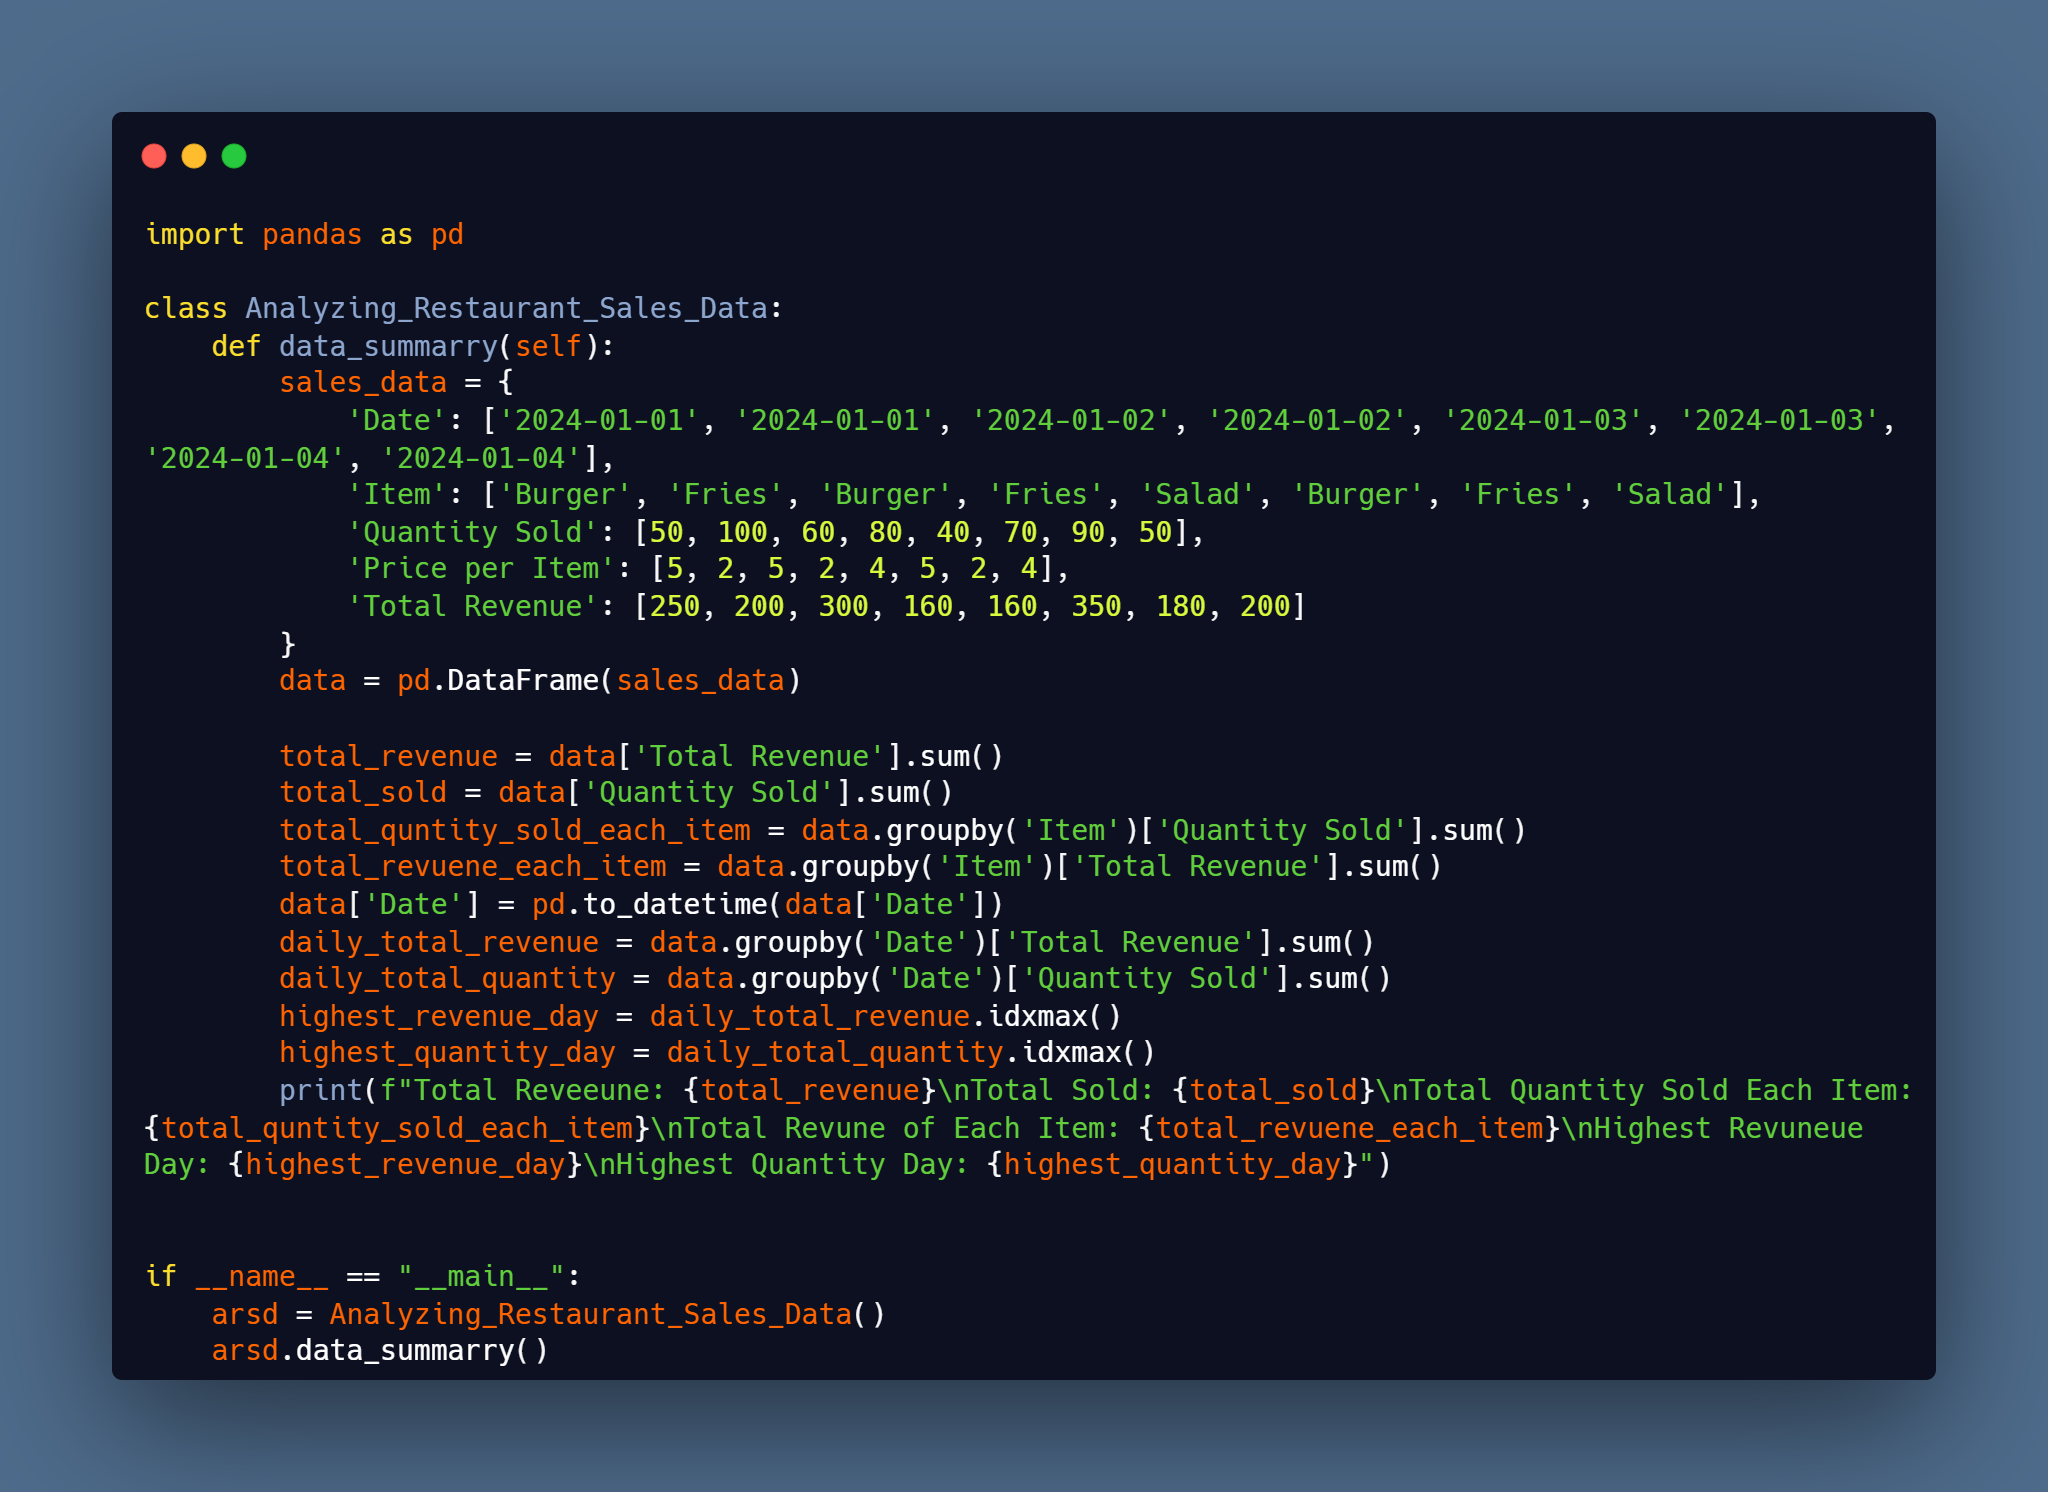 import pandas as pd

class Analyzing_Restaurant_Sales_Data:
    def data_summarry(self):
        sales_data = {
            'Date': ['2024-01-01', '2024-01-01', '2024-01-02', '2024-01-02', '2024-01-03', '2024-01-03',
'2024-01-04', '2024-01-04'],
            'Item': ['Burger', 'Fries', 'Burger', 'Fries', 'Salad', 'Burger', 'Fries', 'Salad'],
            'Quantity Sold': [50, 100, 60, 80, 40, 70, 90, 50],
            'Price per Item': [5, 2, 5, 2, 4, 5, 2, 4],
            'Total Revenue': [250, 200, 300, 160, 160, 350, 180, 200]
        }
        data = pd.DataFrame(sales_data)

        total_revenue = data['Total Revenue'].sum()
        total_sold = data['Quantity Sold'].sum()
        total_quntity_sold_each_item = data.groupby('Item')['Quantity Sold'].sum()
        total_revuene_each_item = data.groupby('Item')['Total Revenue'].sum()
        data['Date'] = pd.to_datetime(data['Date'])
        daily_total_revenue = data.groupby('Date')['Total Revenue'].sum()
        daily_total_quantity = data.groupby('Date')['Quantity Sold'].sum()
        highest_revenue_day = daily_total_revenue.idxmax()
        highest_quantity_day = daily_total_quantity.idxmax()
        print(f"Total Reveeune: {total_revenue}\nTotal Sold: {total_sold}\nTotal Quantity Sold Each Item:
{total_quntity_sold_each_item}\nTotal Revune of Each Item: {total_revuene_each_item}\nHighest Revuneue
Day: {highest_revenue_day}\nHighest Quantity Day: {highest_quantity_day}")


if __name__ == "__main__":
    arsd = Analyzing_Restaurant_Sales_Data()
    arsd.data_summarry()